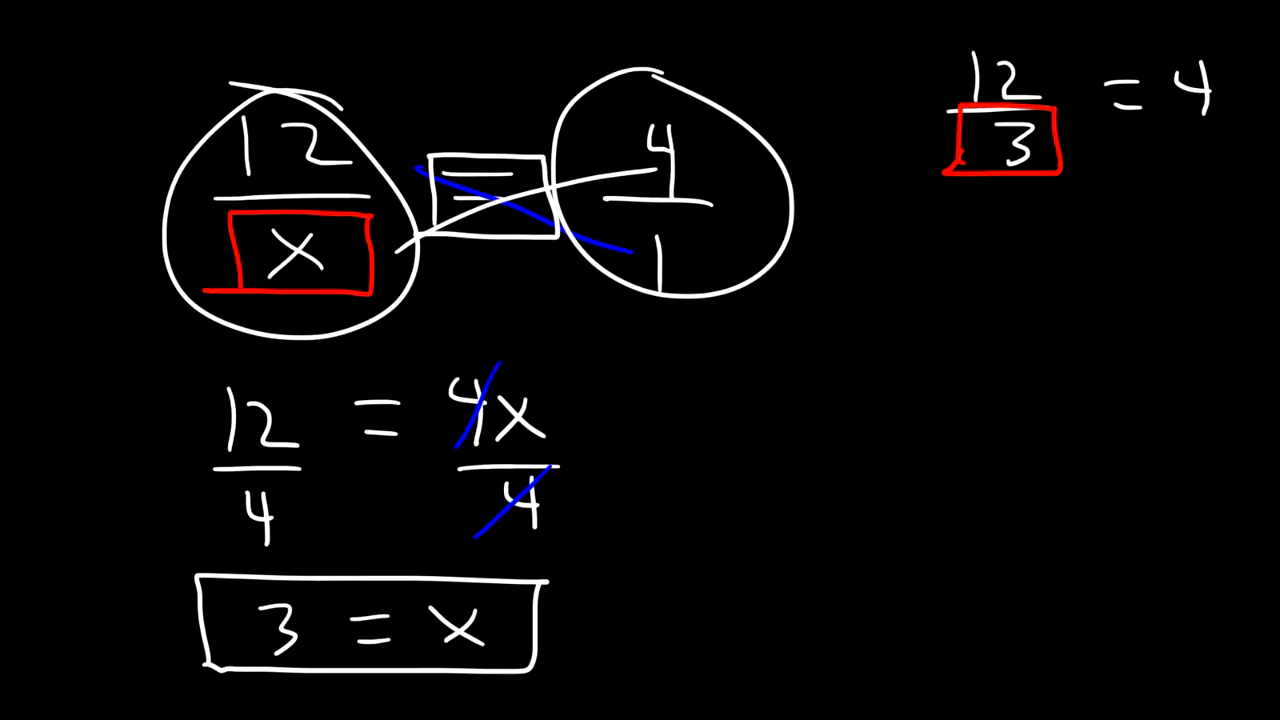 12/x = 4/1
12/4 = 4x/4
3 = x
12/3 = 4